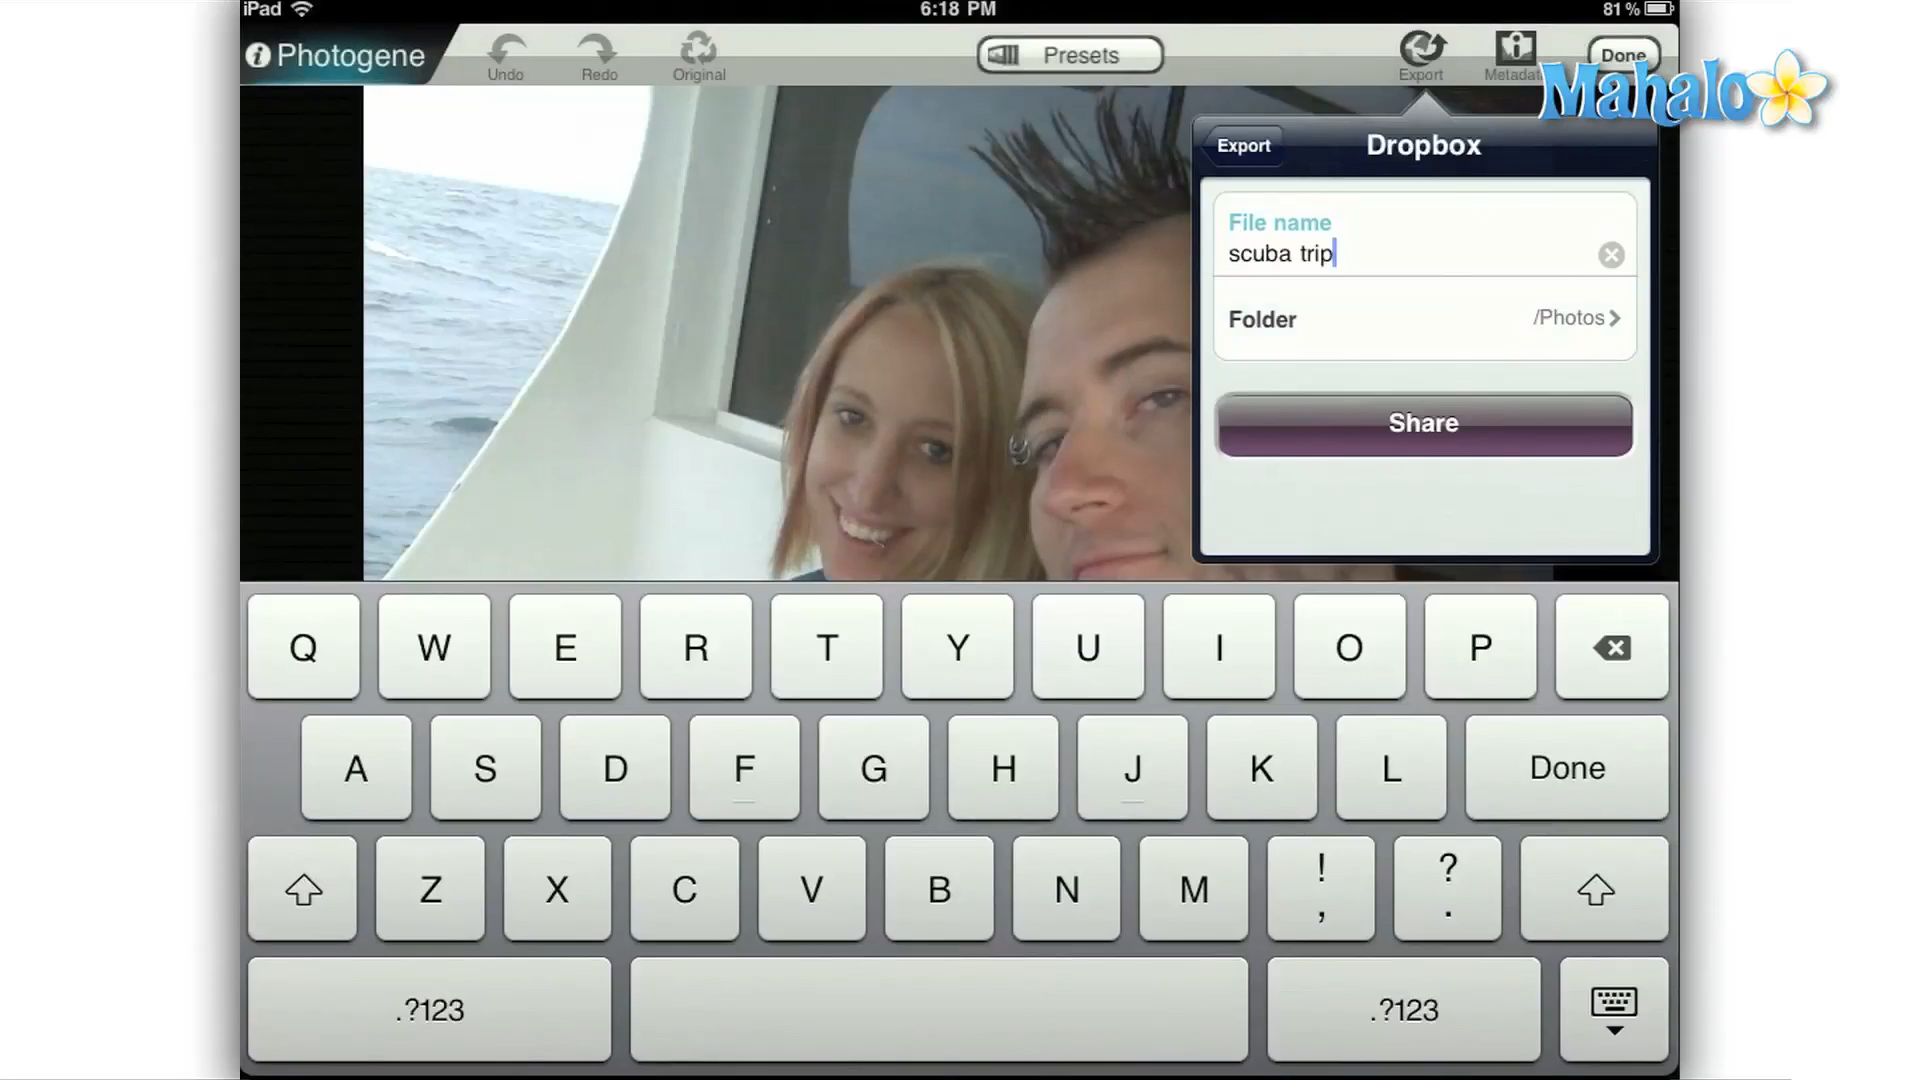 iPad 6:18 PM 81 %
Photogene
Undo
Redo
Original
Presets
Export
Metadat
Done
Mahalo
Export
Dropbox
File name
scuba trip
Folder /Photos
Share
Q W E R T Y U I O P
A S D F G H J K L Done
Z X C V B N M ! , ? .
.?123 .?123